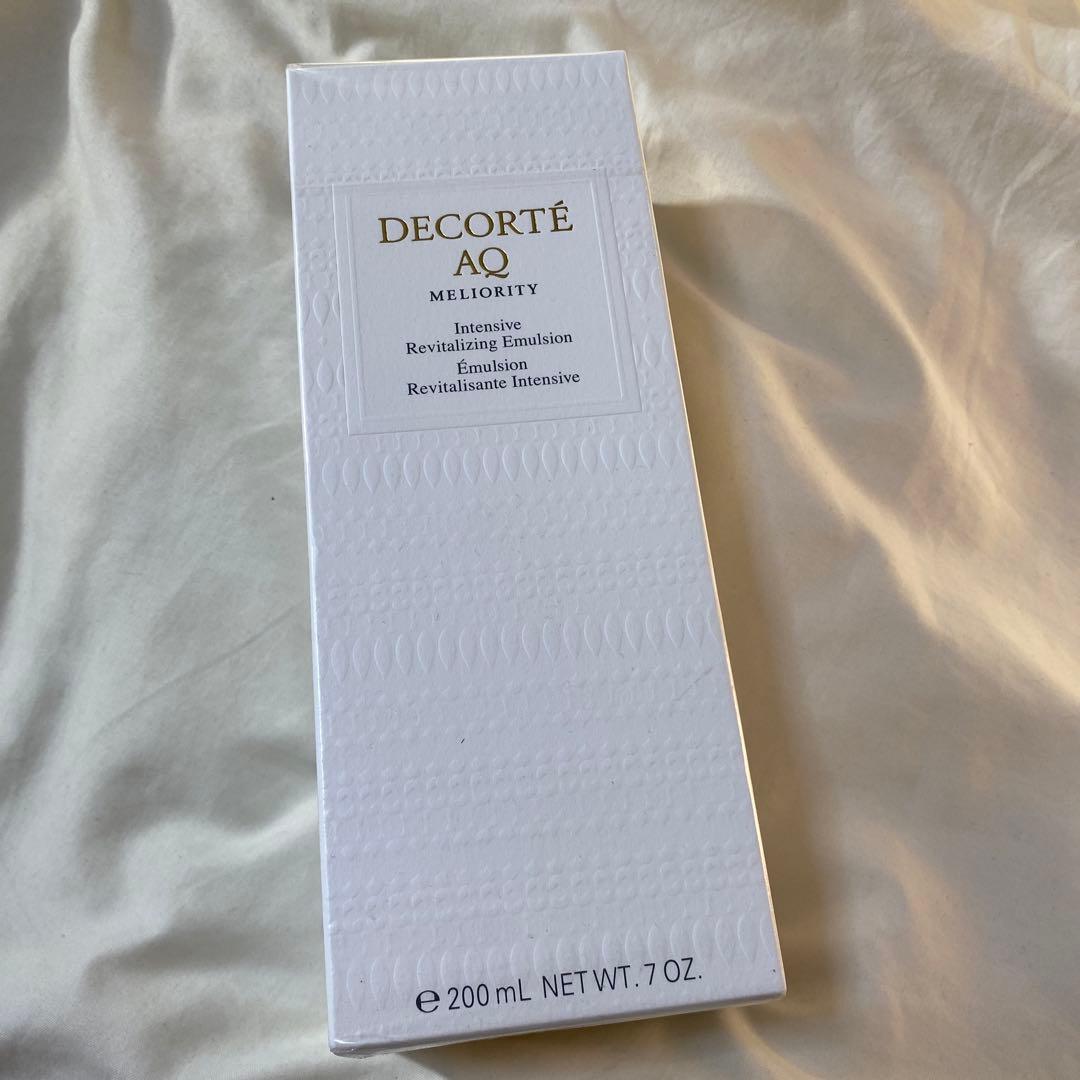 DECORTÉ
AQ
MELIORITY
Intensive
Revitalizing Emulsion
Émulsion
Revitalisante Intensive
℮ 200 mL NET WT. 7 OZ.